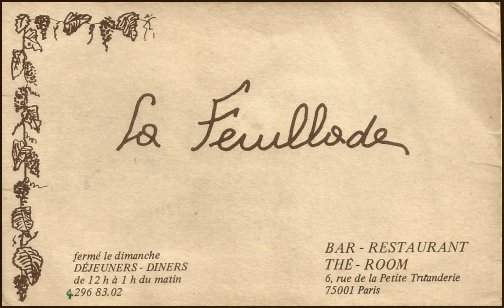 La Feuillade
fermé le dimanche
DÉJEUNERS - DINERS
de 12 h à 1 h du matin
4296 83.02
BAR - RESTAURANT
THÉ - ROOM
6, rue de la Petite Truanderie
75001 Paris